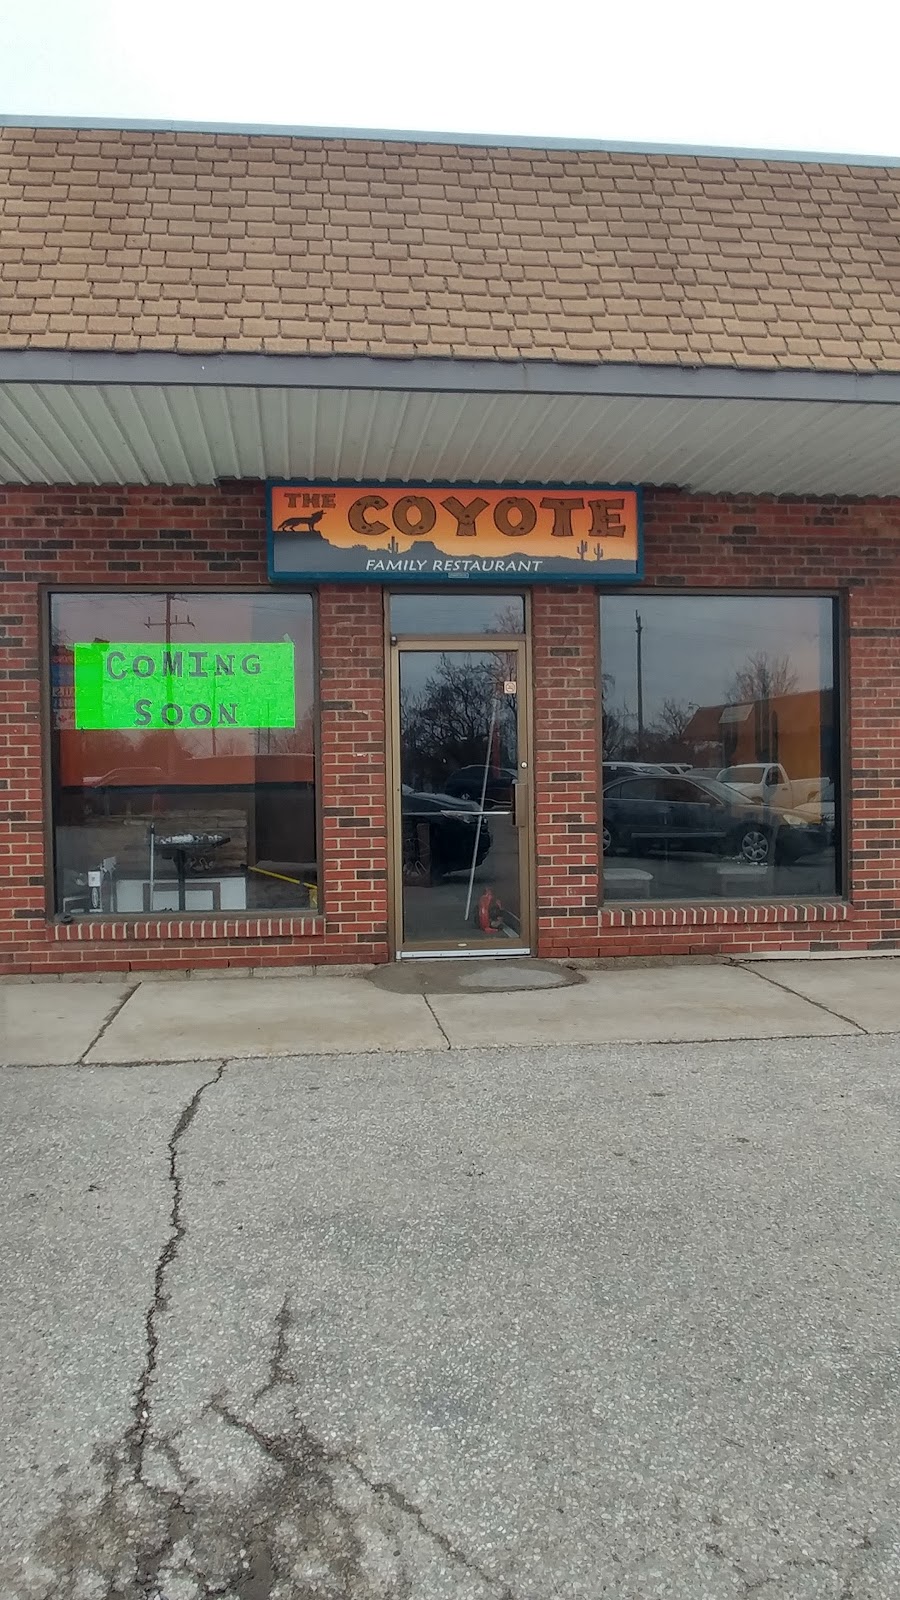 THE
COYOTE
FAMILY RESTAURANT
COMING
SOON